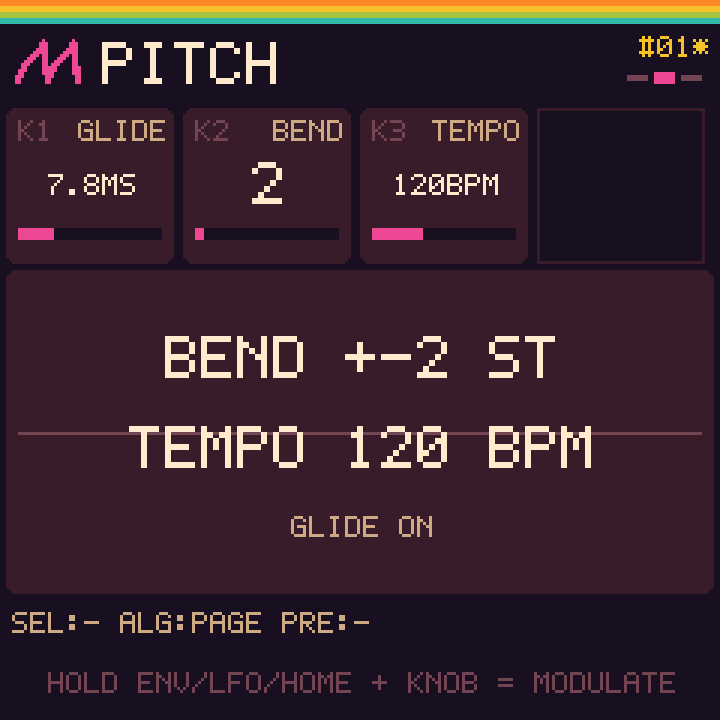 M PITCH #01*
K1 GLIDE K2 BEND K3 TEMPO
7.8MS 2 120BPM
BEND +-2 ST
TEMPO 120 BPM
GLIDE ON
SEL:- ALG:PAGE PRE:-
HOLD ENV/LFO/HOME + KNOB = MODULATE